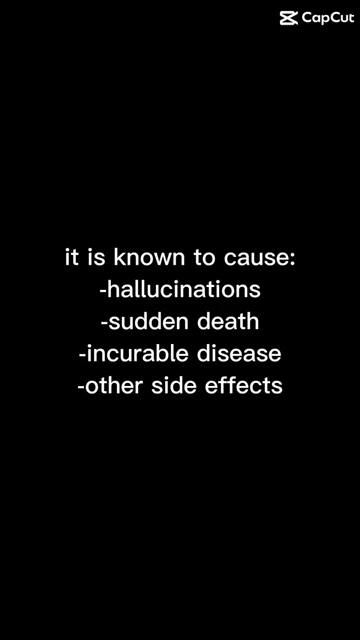 CapCut
it is known to cause:
-hallucinations
-sudden death
-incurable disease
-other side effects